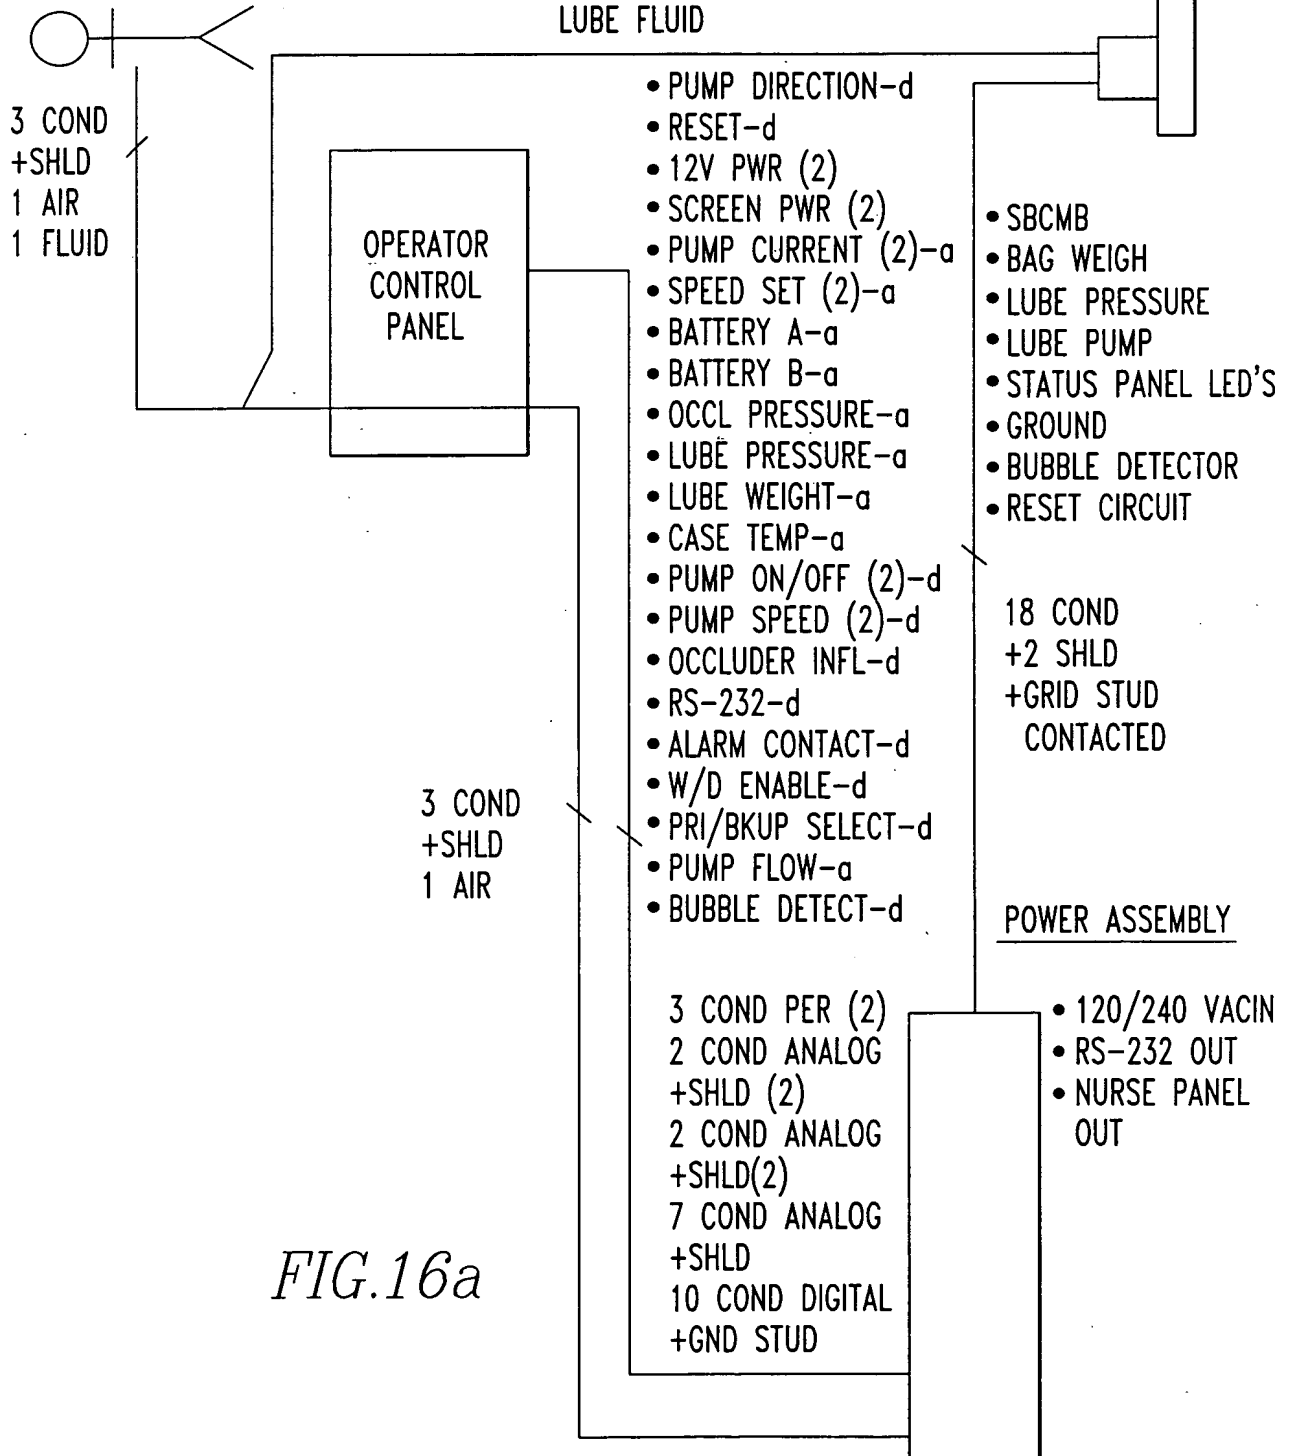 LUBE FLUID
3 COND
+SHLD
1 AIR
1 FLUID
OPERATOR
CONTROL
PANEL
• PUMP DIRECTION-d
• RESET-d
• 12V PWR (2)
• SCREEN PWR (2)
• PUMP CURRENT (2)-a
• SPEED SET (2)-a
• BATTERY A-a
• BATTERY B-a
• OCCL PRESSURE-a
• LUBE PRESSURE-a
• LUBE WEIGHT-a
• CASE TEMP-a
• PUMP ON/OFF (2)-d
• PUMP SPEED (2)-d
• OCCLUDER INFL-d
• RS-232-d
• ALARM CONTACT-d
• W/D ENABLE-d
• PRI/BKUP SELECT-d
• PUMP FLOW-a
• BUBBLE DETECT-d
• SBCMB
• BAG WEIGH
• LUBE PRESSURE
• LUBE PUMP
• STATUS PANEL LED'S
• GROUND
• BUBBLE DETECTOR
• RESET CIRCUIT
18 COND
+2 SHLD
+GRID STUD
CONTACTED
3 COND
+SHLD
1 AIR
POWER ASSEMBLY
3 COND PER (2)
2 COND ANALOG
+SHLD (2)
2 COND ANALOG
+SHLD(2)
7 COND ANALOG
+SHLD
10 COND DIGITAL
+GND STUD
• 120/240 VACIN
• RS-232 OUT
• NURSE PANEL
OUT
FIG.16a